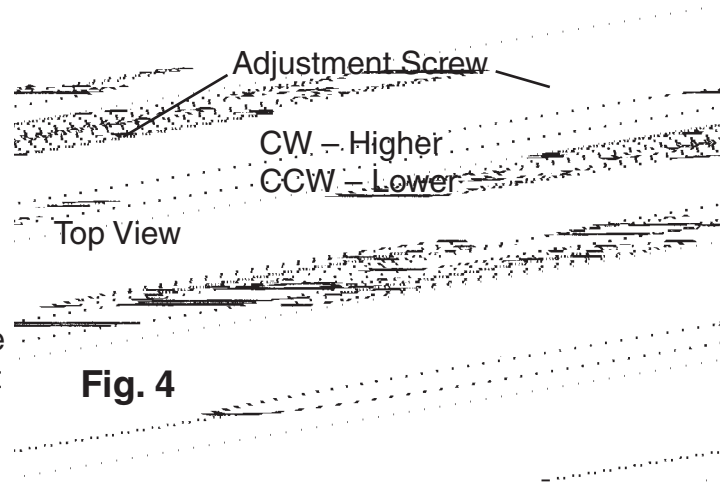 Adjustment Screw
CW – Higher
CCW – Lower
Top View
e
Fig. 4